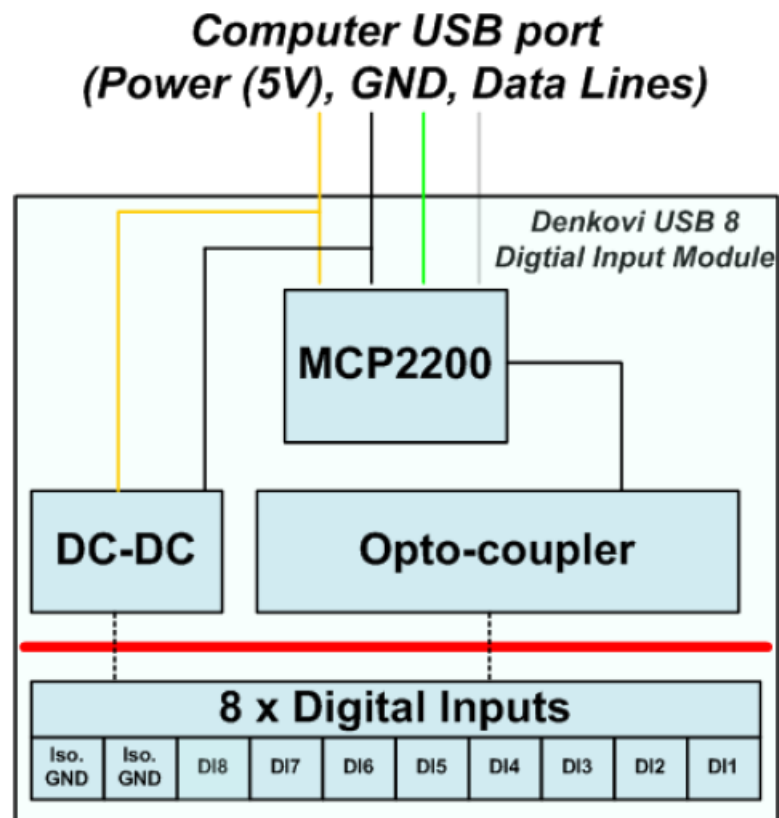 Computer USB port
(Power (5V), GND, Data Lines)
Denkovi USB 8
Digtial Input Module
MCP2200
DC-DC
Opto-coupler
8 x Digital Inputs
Iso. GND
Iso. GND
DI8
DI7
DI6
DI5
DI4
DI3
DI2
DI1